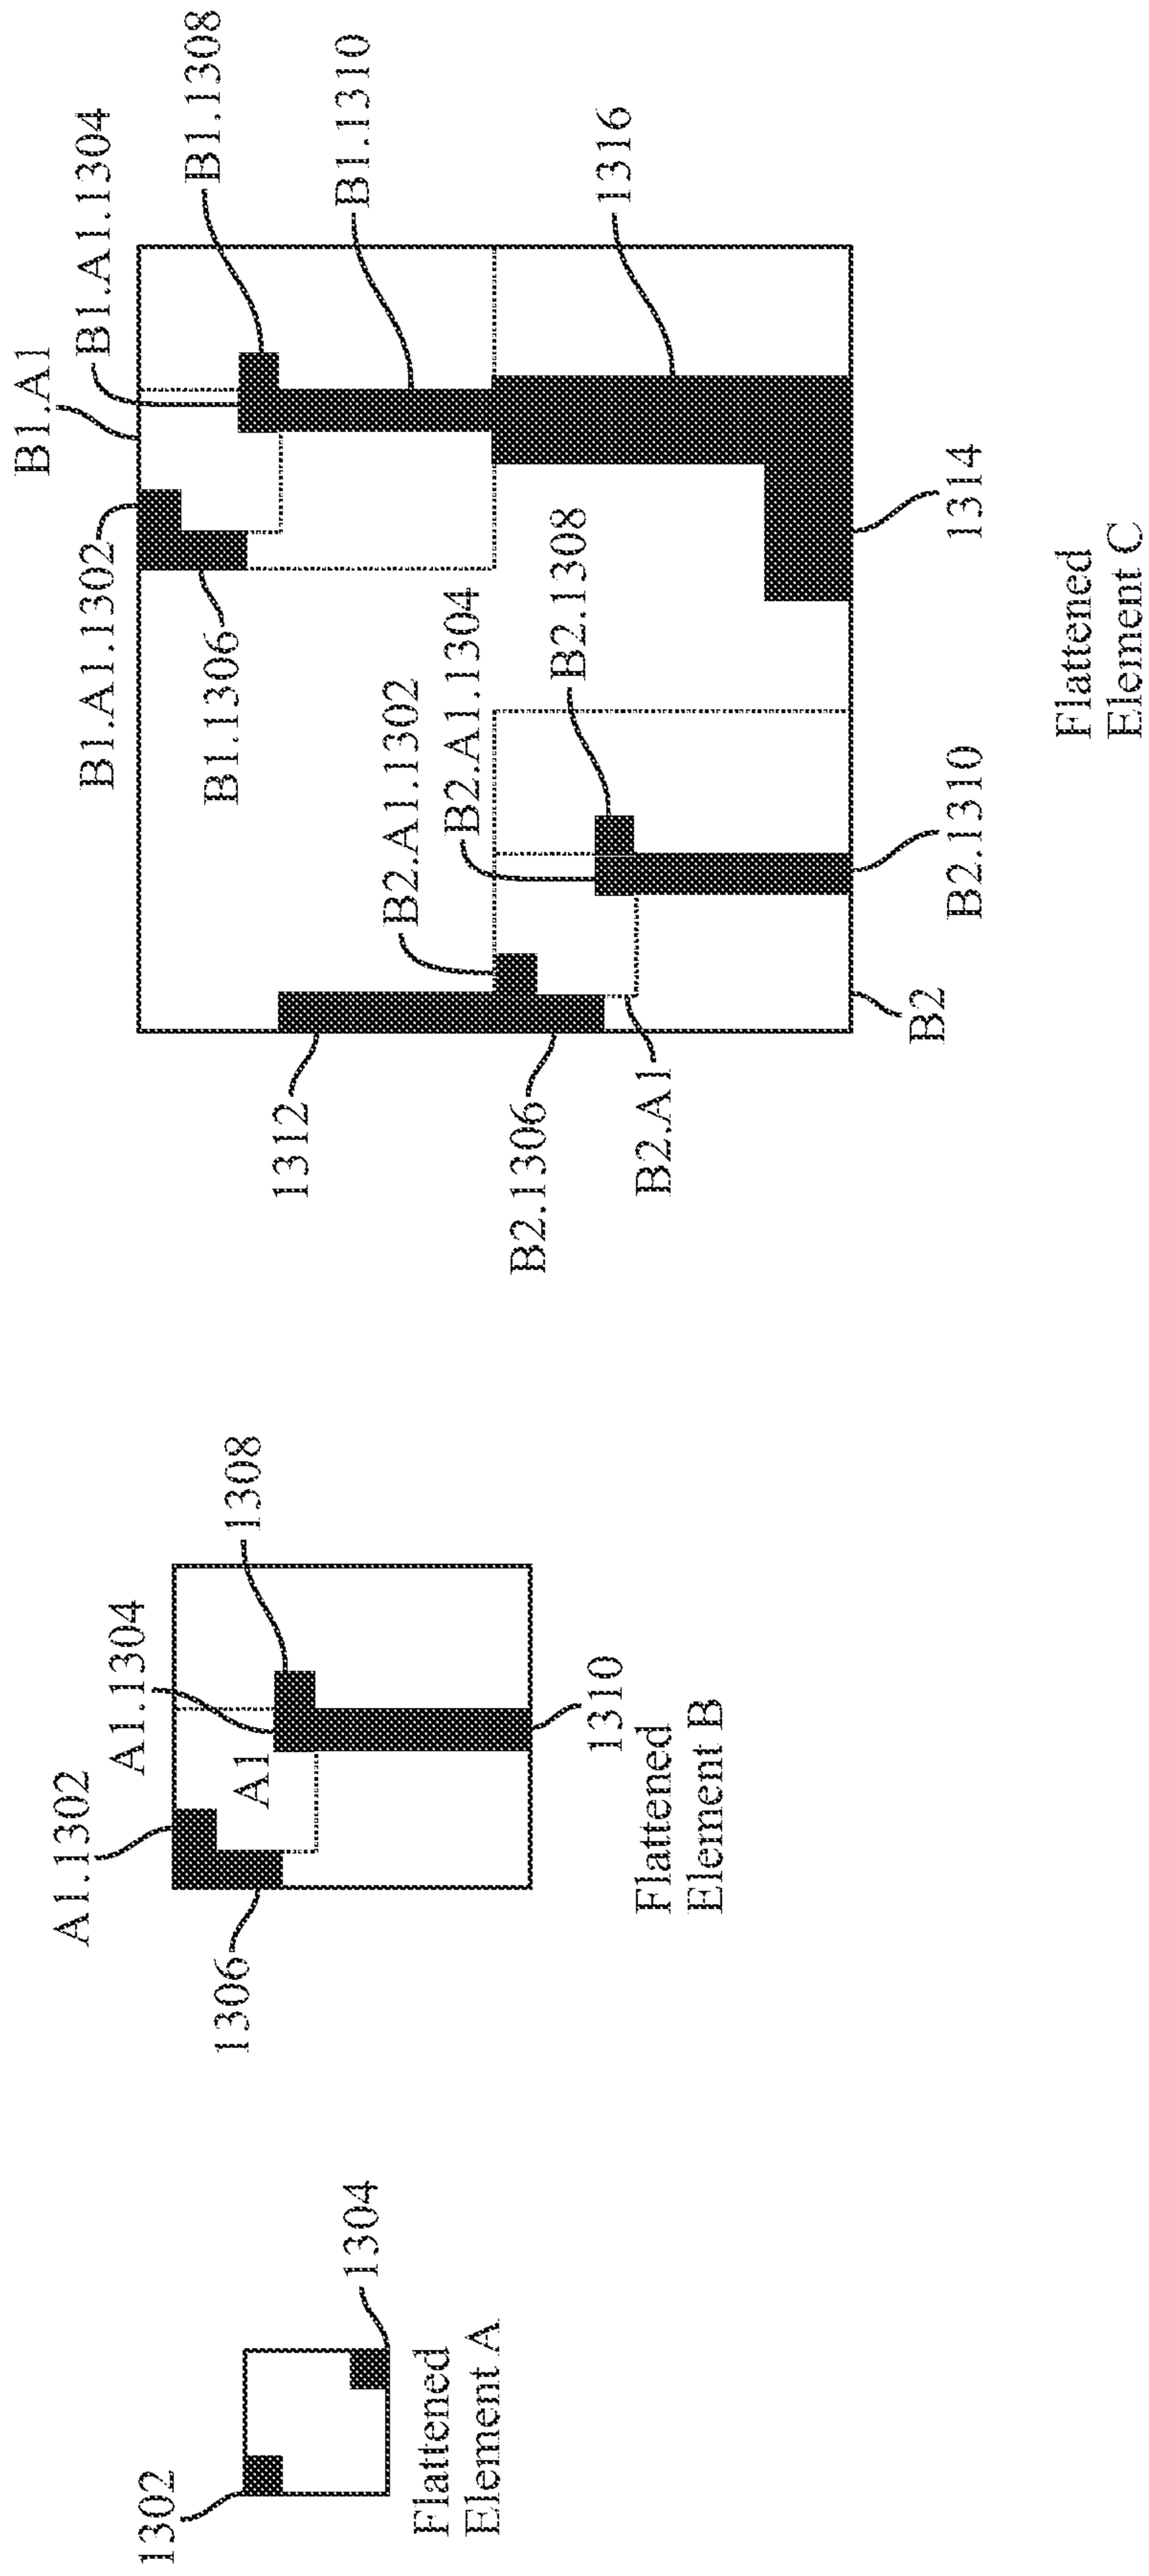 1302
1304
Flattened
Element A
A1.1302
A1.1304
1306
A1
1308
1310
Flattened
Element B
B1.A1
B1.A1.1304
B1.A1.1302
B1.1308
B1.1306
B1.1310
1312
B2.A1.1302
B2.A1.1304
B2.1308
1316
B2.1306
B2.A1
B2
B2.1310
1314
Flattened
Element C